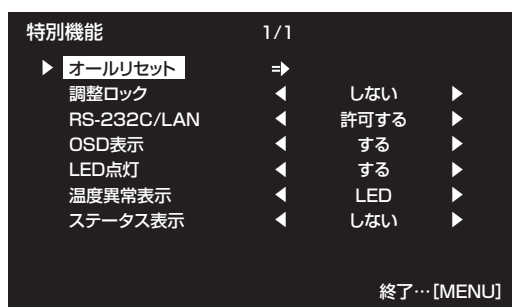 特別機能 1/1
▶ オールリセット ⇒
調整ロック ◀ しない ▶
RS-232C/LAN ◀ 許可する ▶
OSD表示 ◀ する ▶
LED点灯 ◀ する ▶
温度異常表示 ◀ LED ▶
ステータス表示 ◀ しない ▶
終了…[MENU]